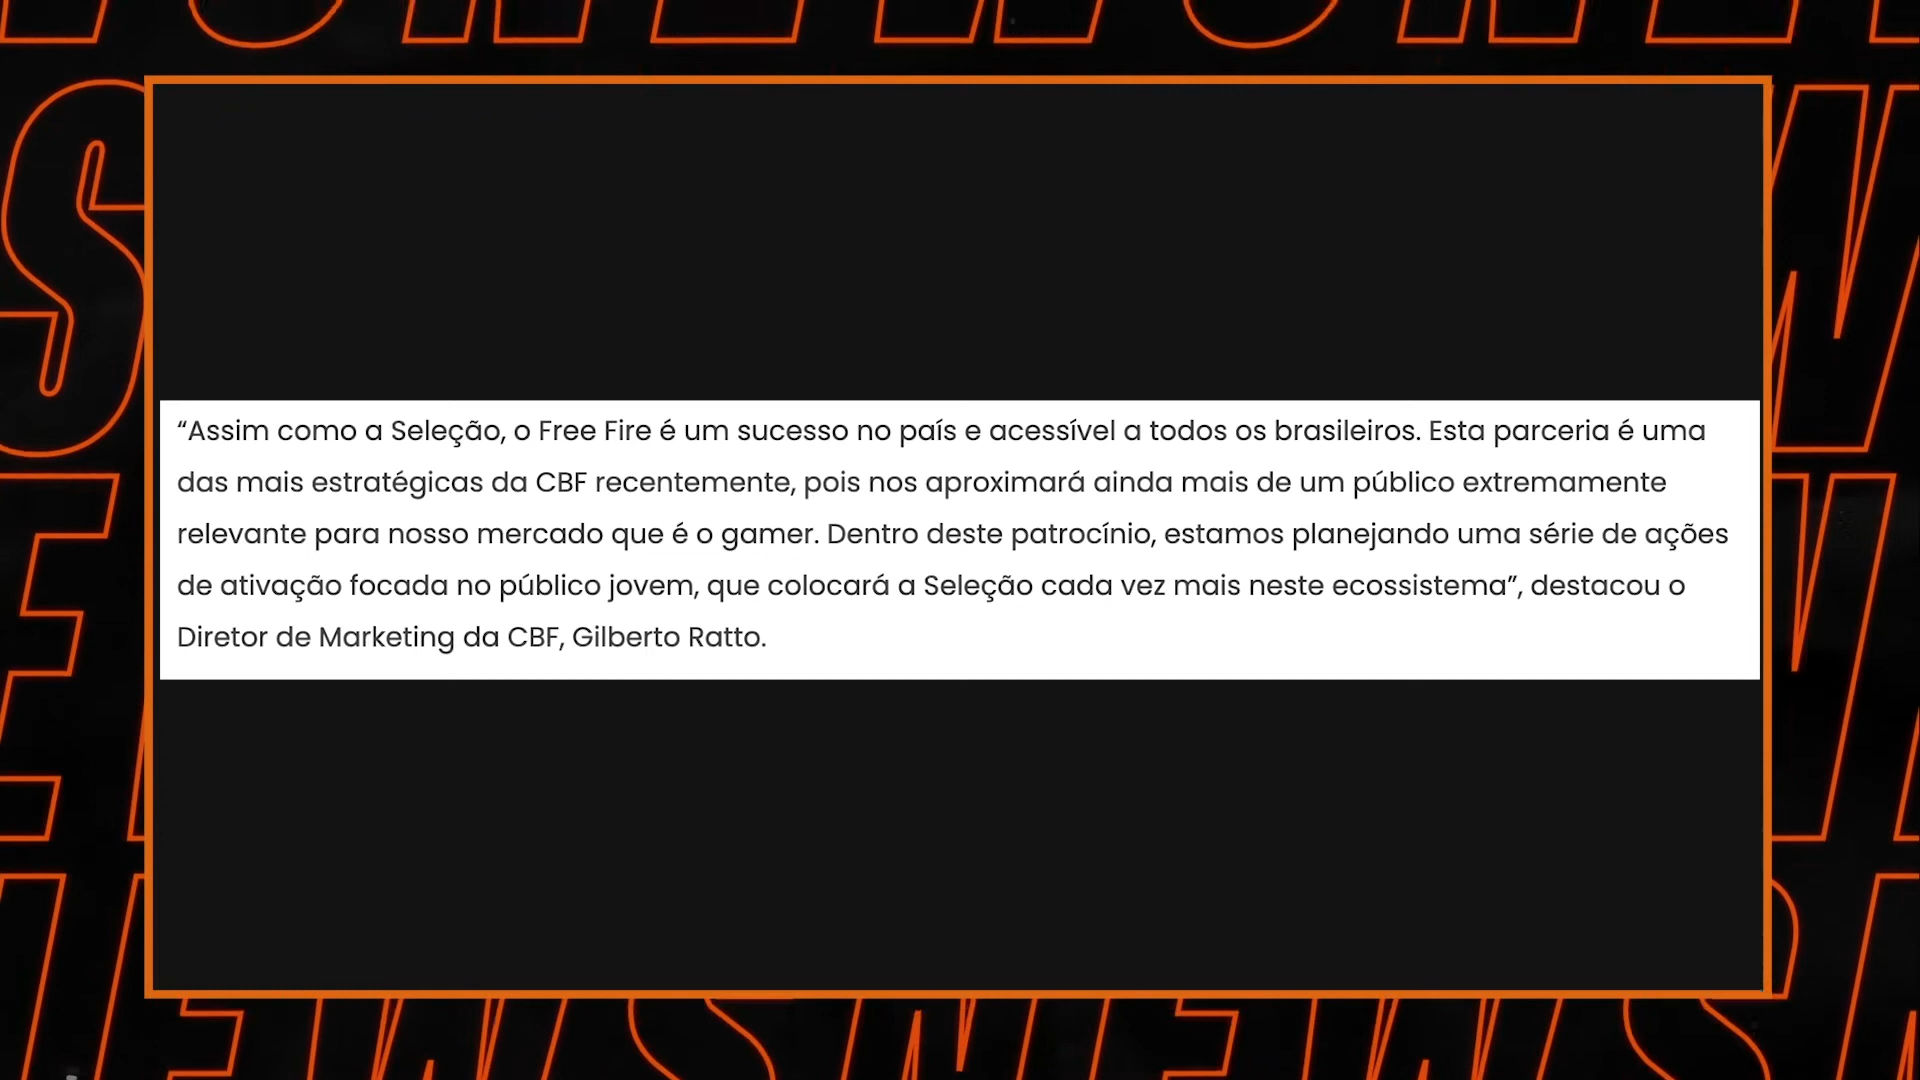 “Assim como a Seleção, o Free Fire é um sucesso no país e acessível a todos os brasileiros. Esta parceria é uma
das mais estratégicas da CBF recentemente, pois nos aproximará ainda mais de um público extremamente
relevante para nosso mercado que é o gamer. Dentro deste patrocínio, estamos planejando uma série de ações
de ativação focada no público jovem, que colocará a Seleção cada vez mais neste ecossistema”, destacou o
Diretor de Marketing da CBF, Gilberto Ratto.
NEWS NEWS